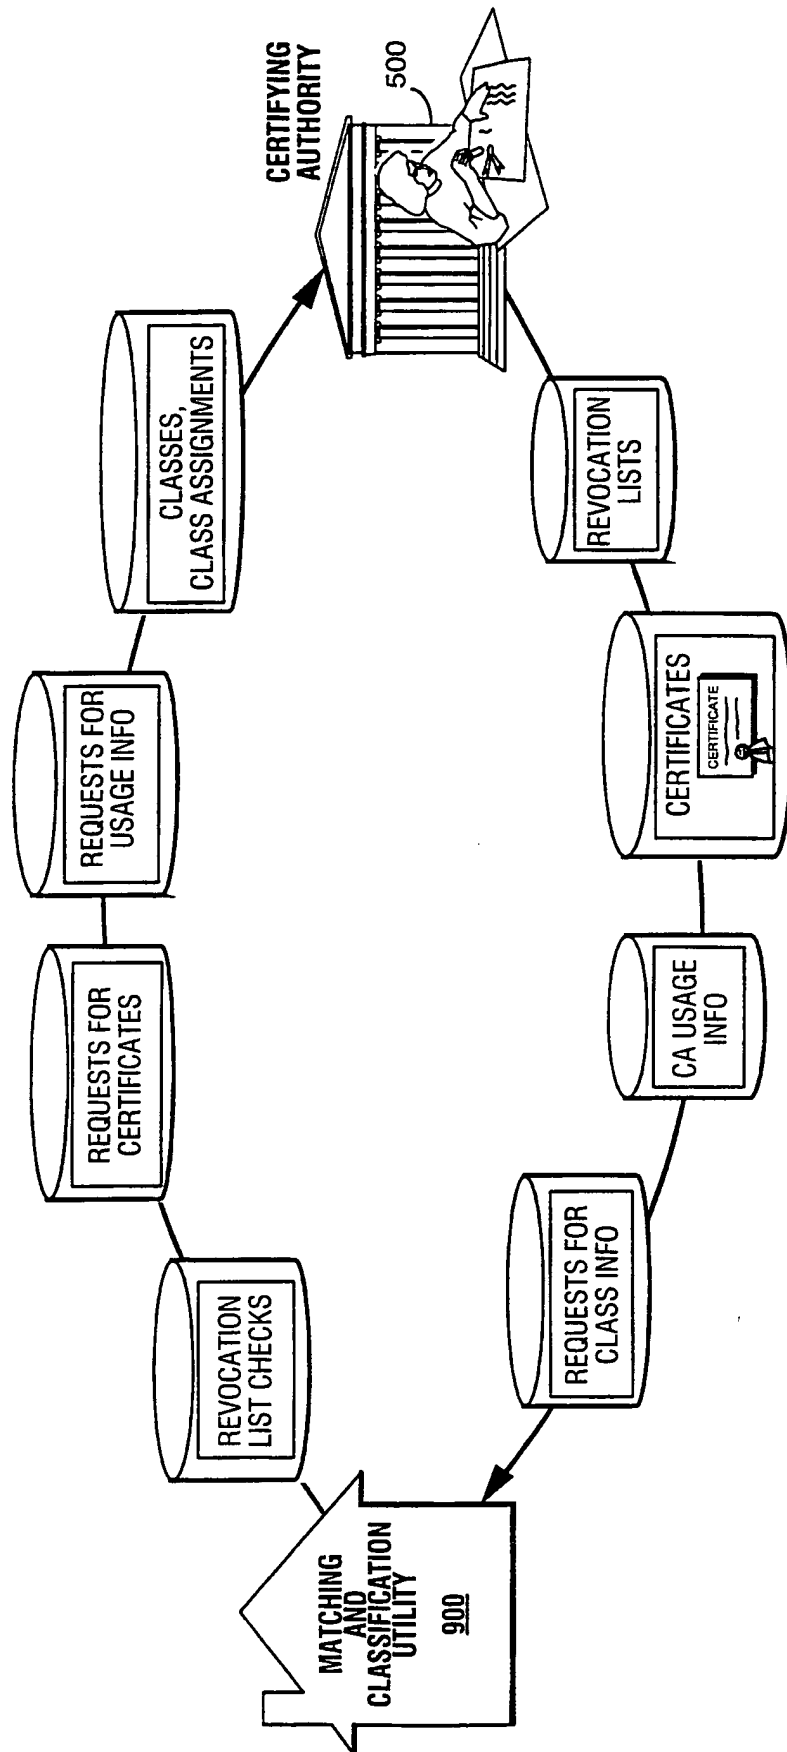 MATCHING
AND
CLASSIFICATION
UTILITY
900
REVOCATION
LIST CHECKS
REQUESTS FOR
CERTIFICATES
REQUESTS FOR
USAGE INFO
CLASSES,
CLASS ASSIGNMENTS
CERTIFYING
AUTHORITY
500
REQUESTS FOR
CLASS INFO
CA USAGE
INFO
CERTIFICATES
CERTIFICATE
REVOCATION
LISTS